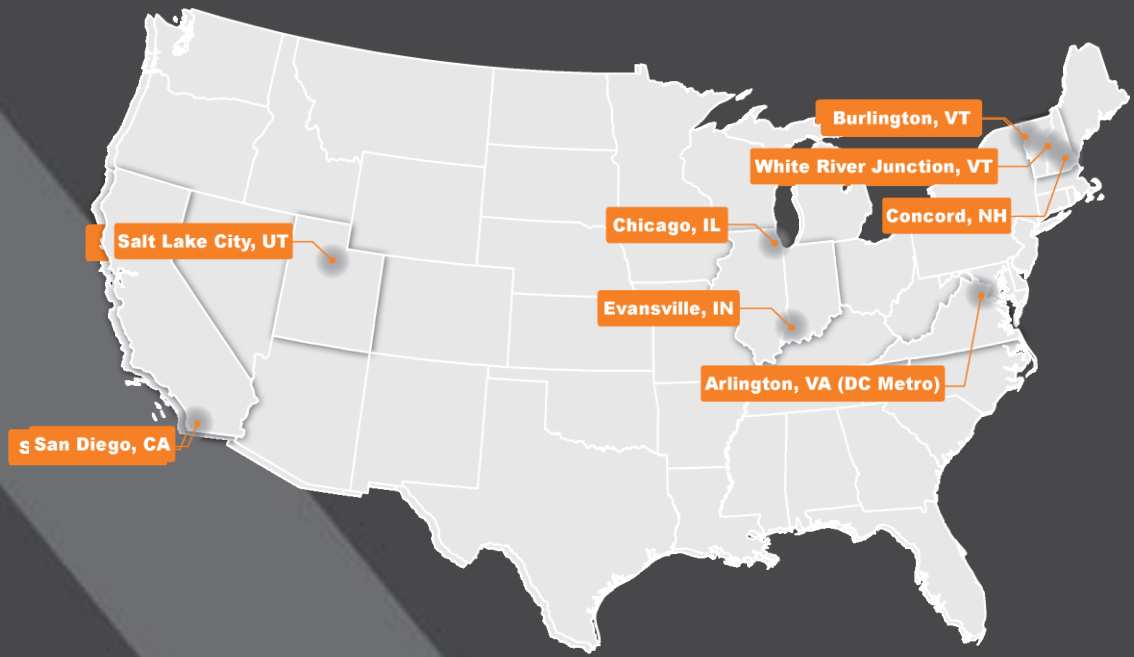 Burlington, VT
White River Junction, VT
Concord, NH
Chicago, IL
Salt Lake City, UT
Evansville, IN
Arlington, VA (DC Metro)
San Diego, CA